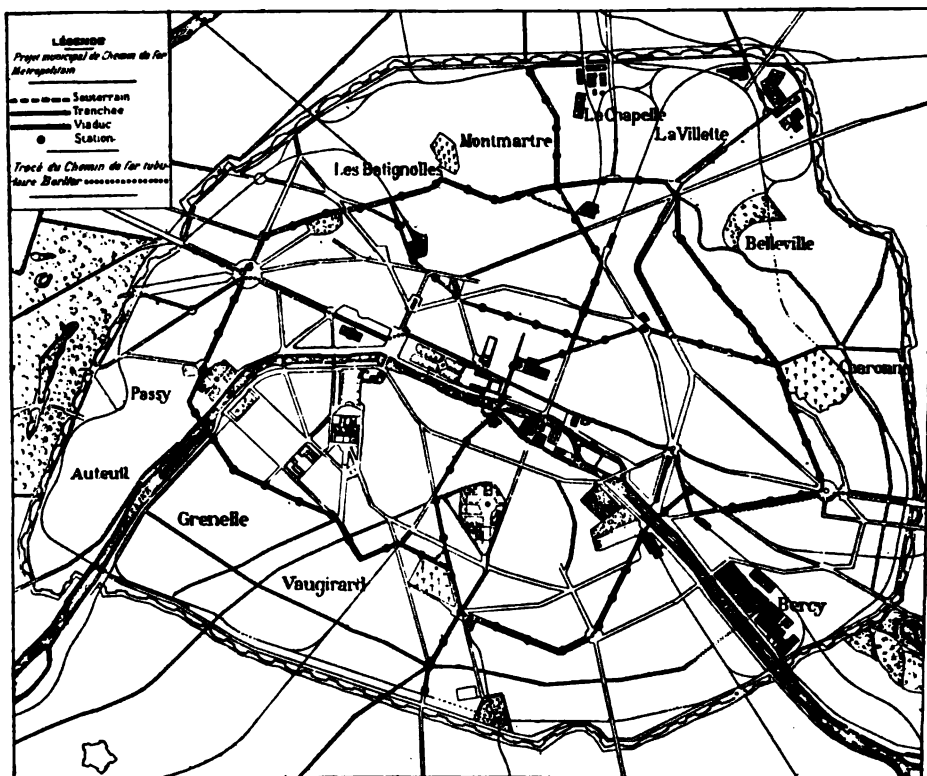 LÉGENDE
Projet municipal de Chemin de fer
Métropolitain
Souterrain
Tranchée
Viaduc
Station
Tracé du Chemin de fer tubu-
laire Berlier
La Chapelle
La Villette
Montmartre
Les Batignolles
Belleville
Charonne
Passy
Auteuil
Grenelle
Vaugirard
Bercy